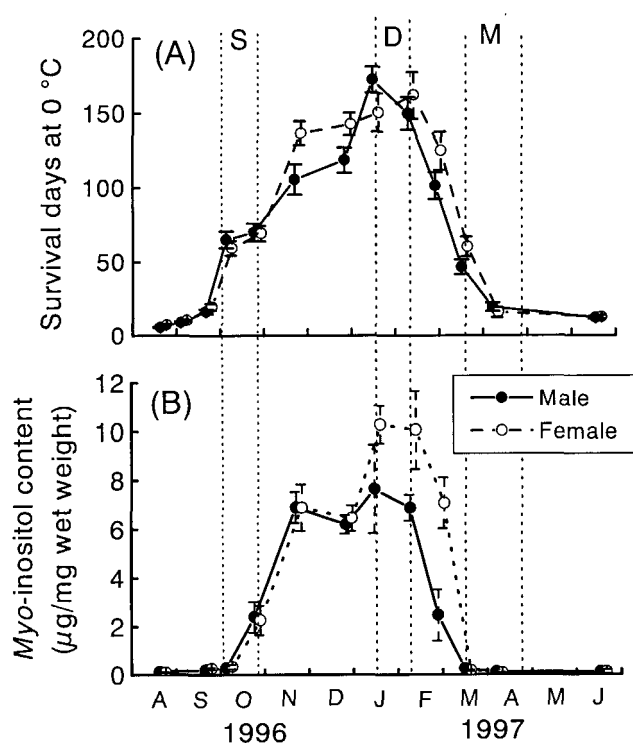 S D M
(A)
Survival days at 0 °C
200
150
100
50
0
(B)
Myo-inositol content
(µg/mg wet weight)
12
10
8
6
4
2
0
Male
Female
A S O N D J F M A M J
1996 1997